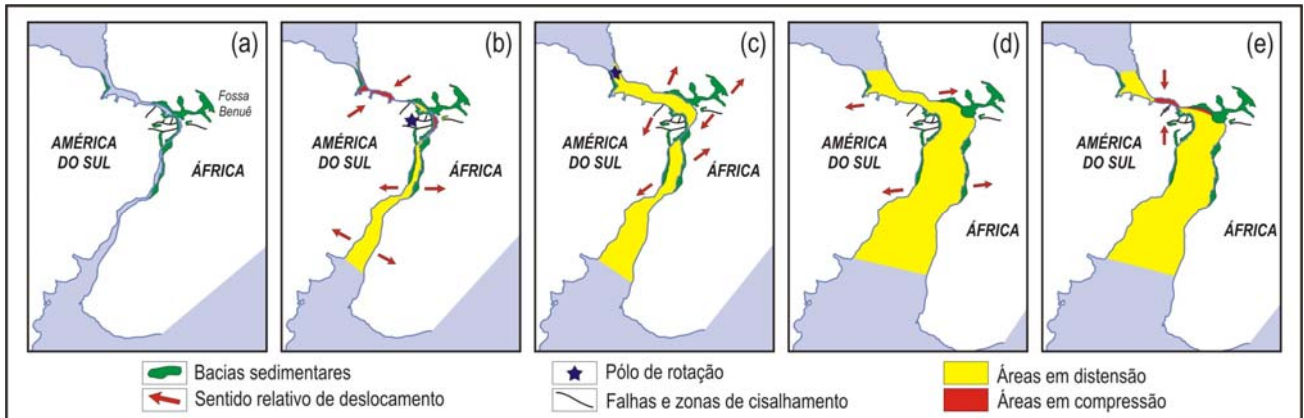 (a)
Fossa
Benuê
AMÉRICA
DO SUL
ÁFRICA
(b)
AMÉRICA
DO SUL
ÁFRICA
(c)
AMÉRICA
DO SUL
ÁFRICA
(d)
AMÉRICA
DO SUL
ÁFRICA
(e)
AMÉRICA
DO SUL
ÁFRICA
Bacias sedimentares
Sentido relativo de deslocamento
Pólo de rotação
Falhas e zonas de cisalhamento
Áreas em distensão
Áreas em compressão